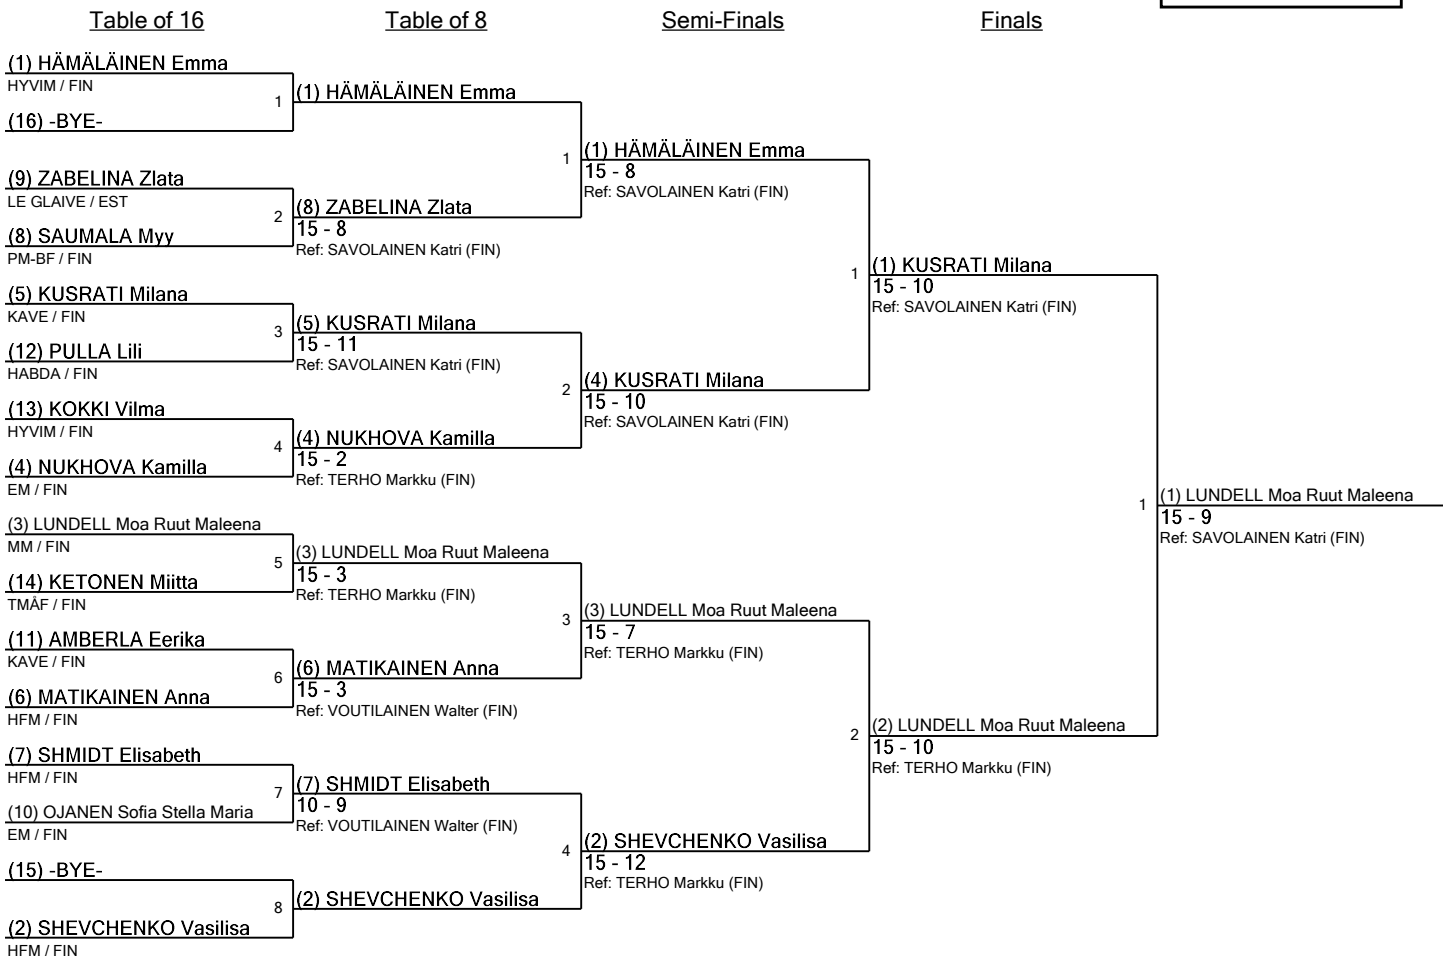 Table of 16
Table of 8
Semi-Finals
Finals
(1) HÄMÄLÄINEN Emma
HYVIM / FIN
(16) -BYE-
(9) ZABELINA Zlata
LE GLAIVE / EST
(8) SAUMALA Myy
PM-BF / FIN
(5) KUSRATI Milana
KAVE / FIN
(12) PULLA Lili
HABDA / FIN
(13) KOKKI Vilma
HYVIM / FIN
(4) NUKHOVA Kamilla
EM / FIN
(3) LUNDELL Moa Ruut Maleena
MM / FIN
(14) KETONEN Miitta
TMÅF / FIN
(11) AMBERLA Eerika
KAVE / FIN
(6) MATIKAINEN Anna
HFM / FIN
(7) SHMIDT Elisabeth
HFM / FIN
(10) OJANEN Sofia Stella Maria
EM / FIN
(15) -BYE-
(2) SHEVCHENKO Vasilisa
HFM / FIN
1
(1) HÄMÄLÄINEN Emma
2
(8) ZABELINA Zlata
15 - 8
Ref: SAVOLAINEN Katri (FIN)
3
(5) KUSRATI Milana
15 - 11
Ref: SAVOLAINEN Katri (FIN)
4
(4) NUKHOVA Kamilla
15 - 2
Ref: TERHO Markku (FIN)
5
(3) LUNDELL Moa Ruut Maleena
15 - 3
Ref: TERHO Markku (FIN)
6
(6) MATIKAINEN Anna
15 - 3
Ref: VOUTILAINEN Walter (FIN)
7
(7) SHMIDT Elisabeth
10 - 9
Ref: VOUTILAINEN Walter (FIN)
8
(2) SHEVCHENKO Vasilisa
1
(1) HÄMÄLÄINEN Emma
15 - 8
Ref: SAVOLAINEN Katri (FIN)
2
(4) KUSRATI Milana
15 - 10
Ref: SAVOLAINEN Katri (FIN)
3
(3) LUNDELL Moa Ruut Maleena
15 - 7
Ref: TERHO Markku (FIN)
4
(2) SHEVCHENKO Vasilisa
15 - 12
Ref: TERHO Markku (FIN)
1
(1) KUSRATI Milana
15 - 10
Ref: SAVOLAINEN Katri (FIN)
2
(2) LUNDELL Moa Ruut Maleena
15 - 10
Ref: TERHO Markku (FIN)
1
(1) LUNDELL Moa Ruut Maleena
15 - 9
Ref: SAVOLAINEN Katri (FIN)